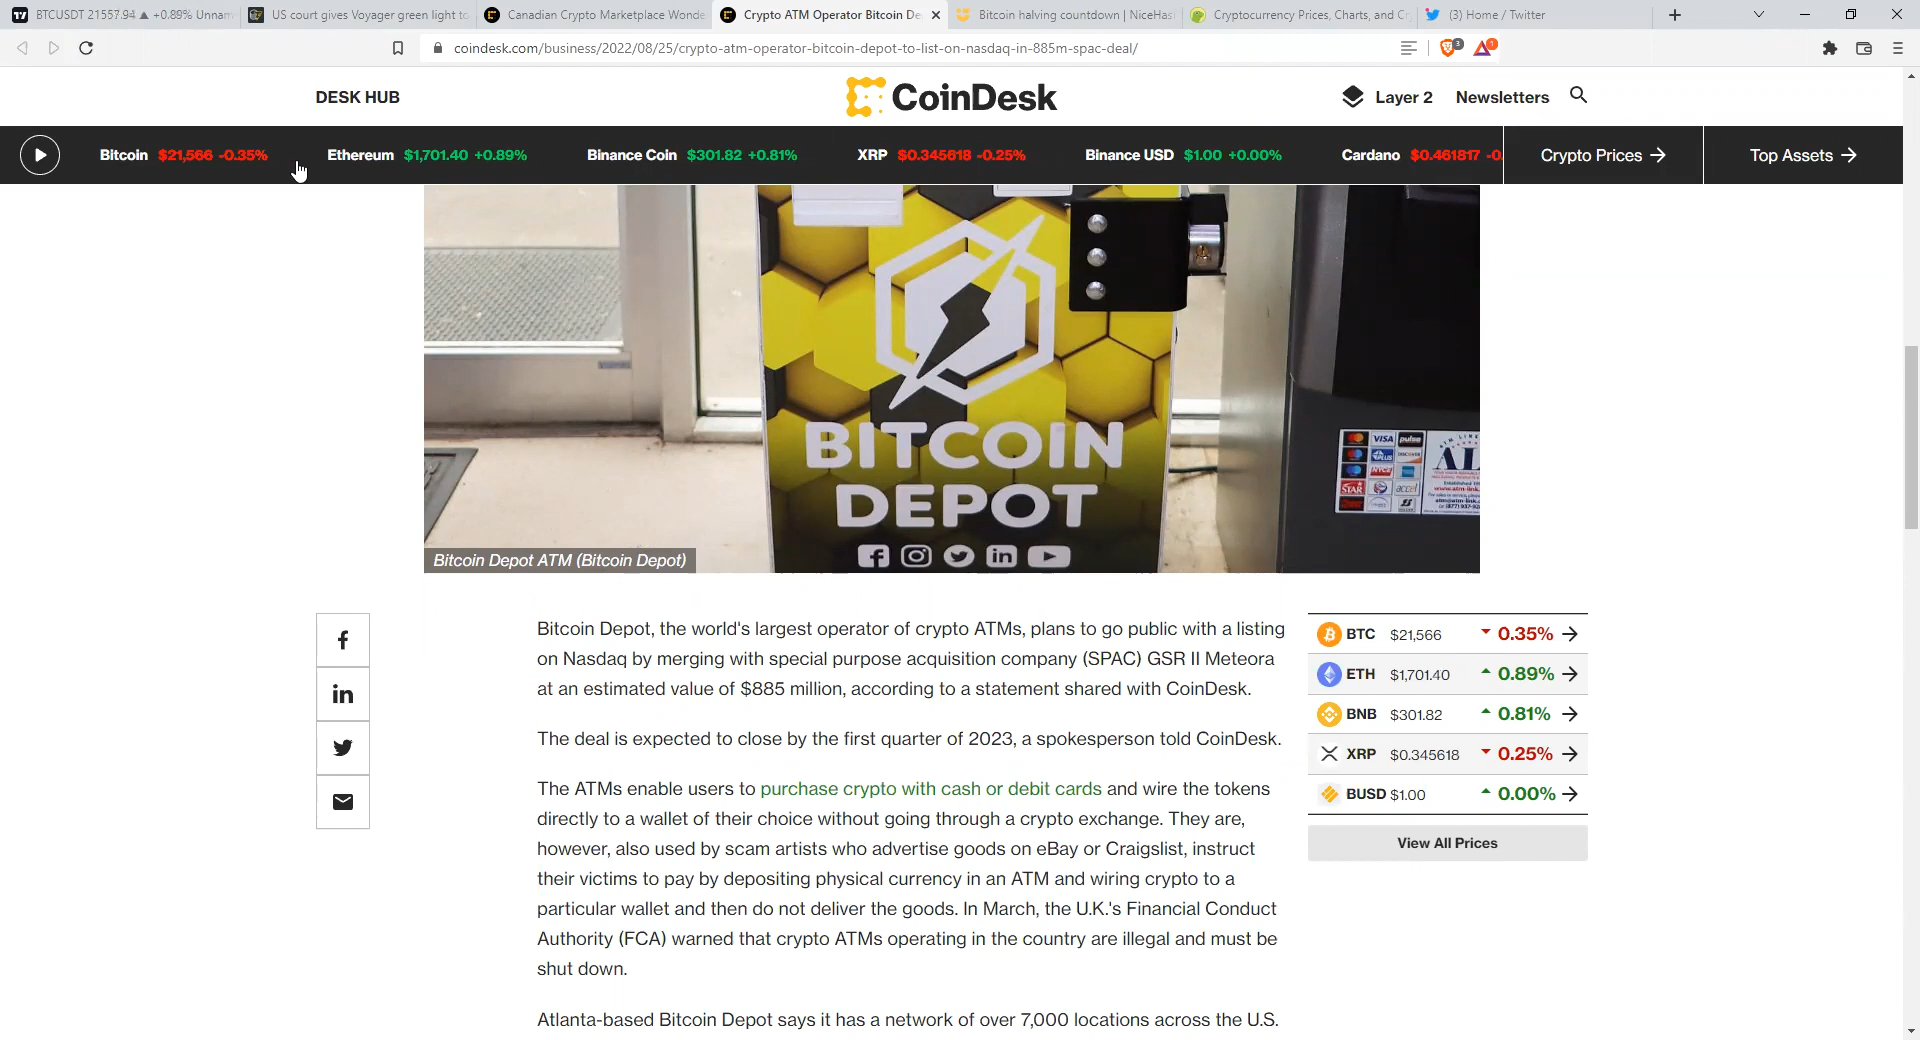 BTCUSDT 21557.94 ▲ +0.89% Unnam
US court gives Voyager green light to
Canadian Crypto Marketplace Wonde
Crypto ATM Operator Bitcoin De
Bitcoin halving countdown | NiceHas
Cryptocurrency Prices, Charts, and Cr
(3) Home / Twitter
coindesk.com/business/2022/08/25/crypto-atm-operator-bitcoin-depot-to-list-on-nasdaq-in-885m-spac-deal/
3
1
DESK HUB
CoinDesk
Layer 2
Newsletters
Bitcoin $21,566 -0.35%
Ethereum $1,701.40 +0.89%
Binance Coin $301.82 +0.81%
XRP $0.345618 -0.25%
Binance USD $1.00 +0.00%
Cardano $0.461817 -0.
Crypto Prices →
Top Assets →
BITCOIN
DEPOT
VISA pulse
PLUS DISCOVER
NYCE
STAR accel
Bitcoin Depot ATM (Bitcoin Depot)
Bitcoin Depot, the world's largest operator of crypto ATMs, plans to go public with a listing
on Nasdaq by merging with special purpose acquisition company (SPAC) GSR II Meteora
at an estimated value of $885 million, according to a statement shared with CoinDesk.
The deal is expected to close by the first quarter of 2023, a spokesperson told CoinDesk.
The ATMs enable users to purchase crypto with cash or debit cards and wire the tokens
directly to a wallet of their choice without going through a crypto exchange. They are,
however, also used by scam artists who advertise goods on eBay or Craigslist, instruct
their victims to pay by depositing physical currency in an ATM and wiring crypto to a
particular wallet and then do not deliver the goods. In March, the U.K.'s Financial Conduct
Authority (FCA) warned that crypto ATMs operating in the country are illegal and must be
shut down.
Atlanta-based Bitcoin Depot says it has a network of over 7,000 locations across the U.S.
BTC $21,566 0.35% →
ETH $1,701.40 0.89% →
BNB $301.82 0.81% →
XRP $0.345618 0.25% →
BUSD $1.00 0.00% →
View All Prices